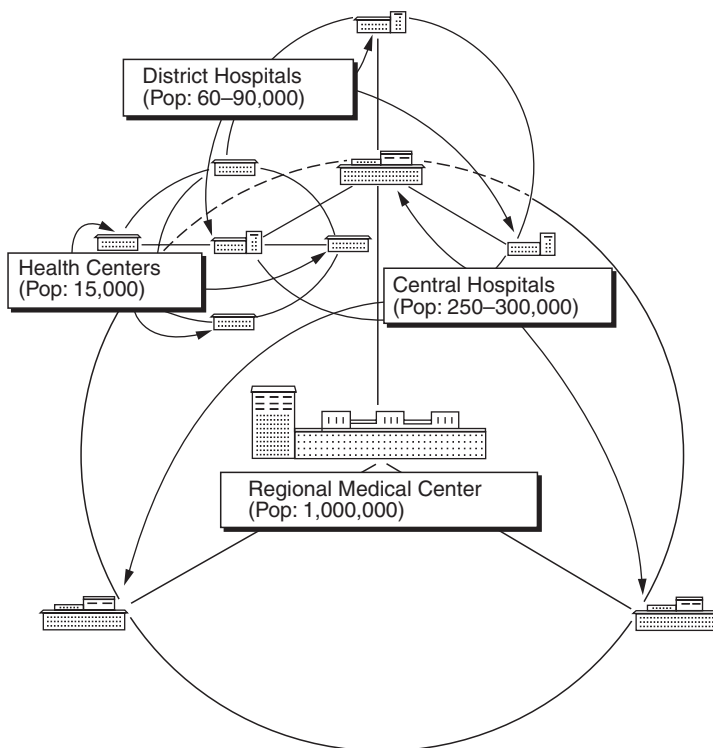 District Hospitals
(Pop: 60–90,000)
Health Centers
(Pop: 15,000)
Central Hospitals
(Pop: 250–300,000)
Regional Medical Center
(Pop: 1,000,000)